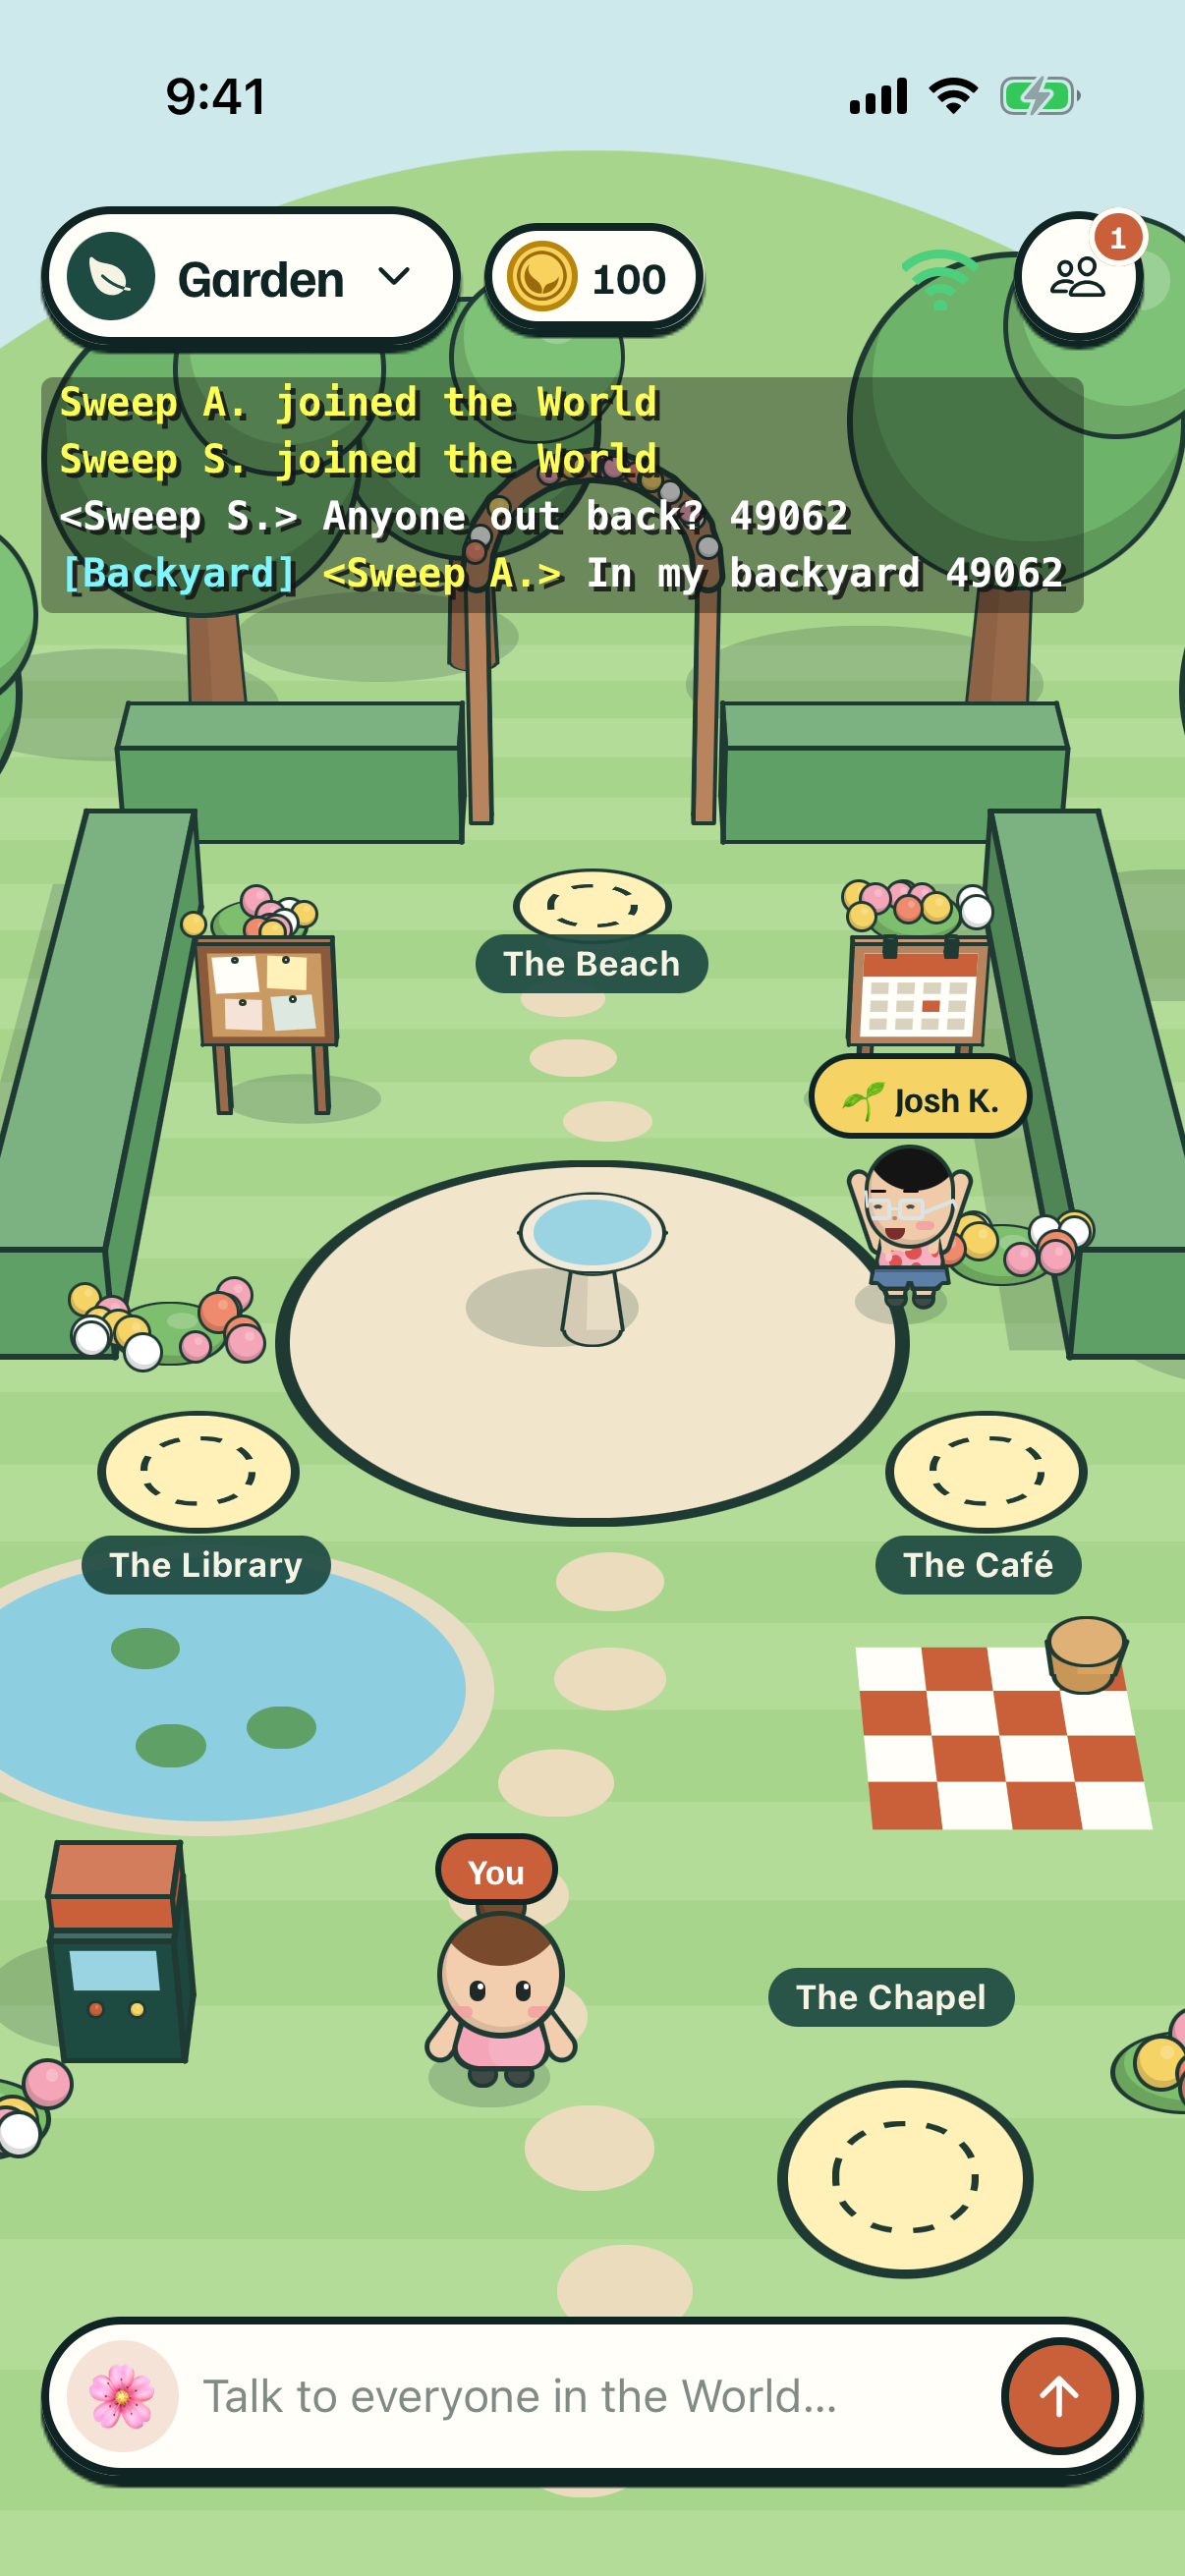 9:41
Garden
100
1
Sweep A. joined the World
Sweep S. joined the World
<Sweep S.> Anyone out back? 49062
[Backyard] <Sweep A.> In my backyard 49062
The Beach
🌱 Josh K.
The Library
The Café
You
The Chapel
Talk to everyone in the World...